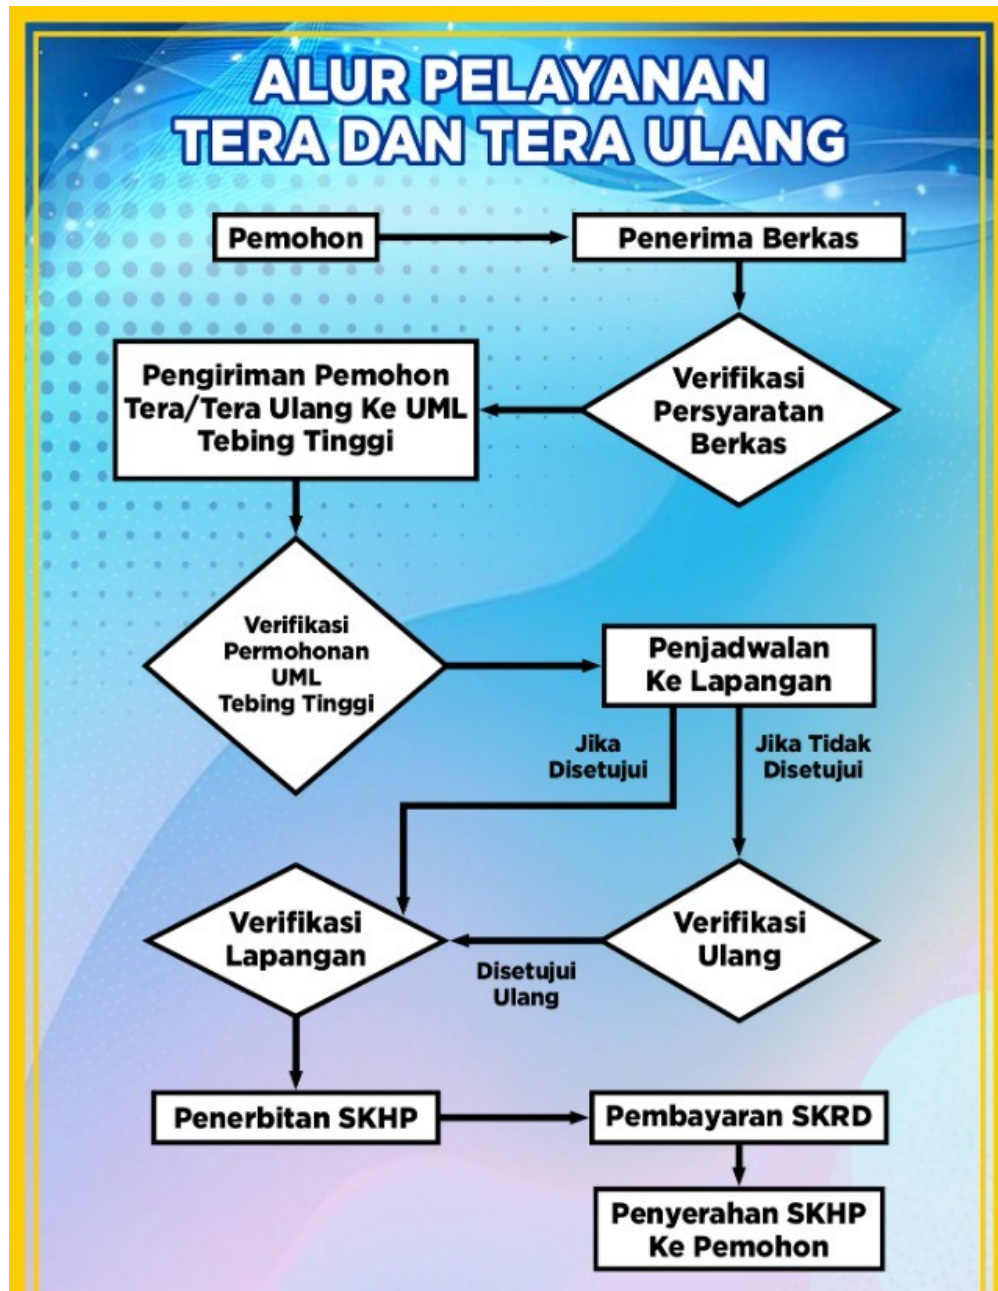 ALUR PELAYANAN
TERA DAN TERA ULANG
Pemohon
Penerima Berkas
Verifikasi
Persyaratan
Berkas
Pengiriman Pemohon
Tera/Tera Ulang Ke UML
Tebing Tinggi
Verifikasi
Permohonan
UML
Tebing Tinggi
Penjadwalan
Ke Lapangan
Jika
Disetujui
Jika Tidak
Disetujui
Verifikasi
Lapangan
Verifikasi
Ulang
Disetujui
Ulang
Penerbitan SKHP
Pembayaran SKRD
Penyerahan SKHP
Ke Pemohon